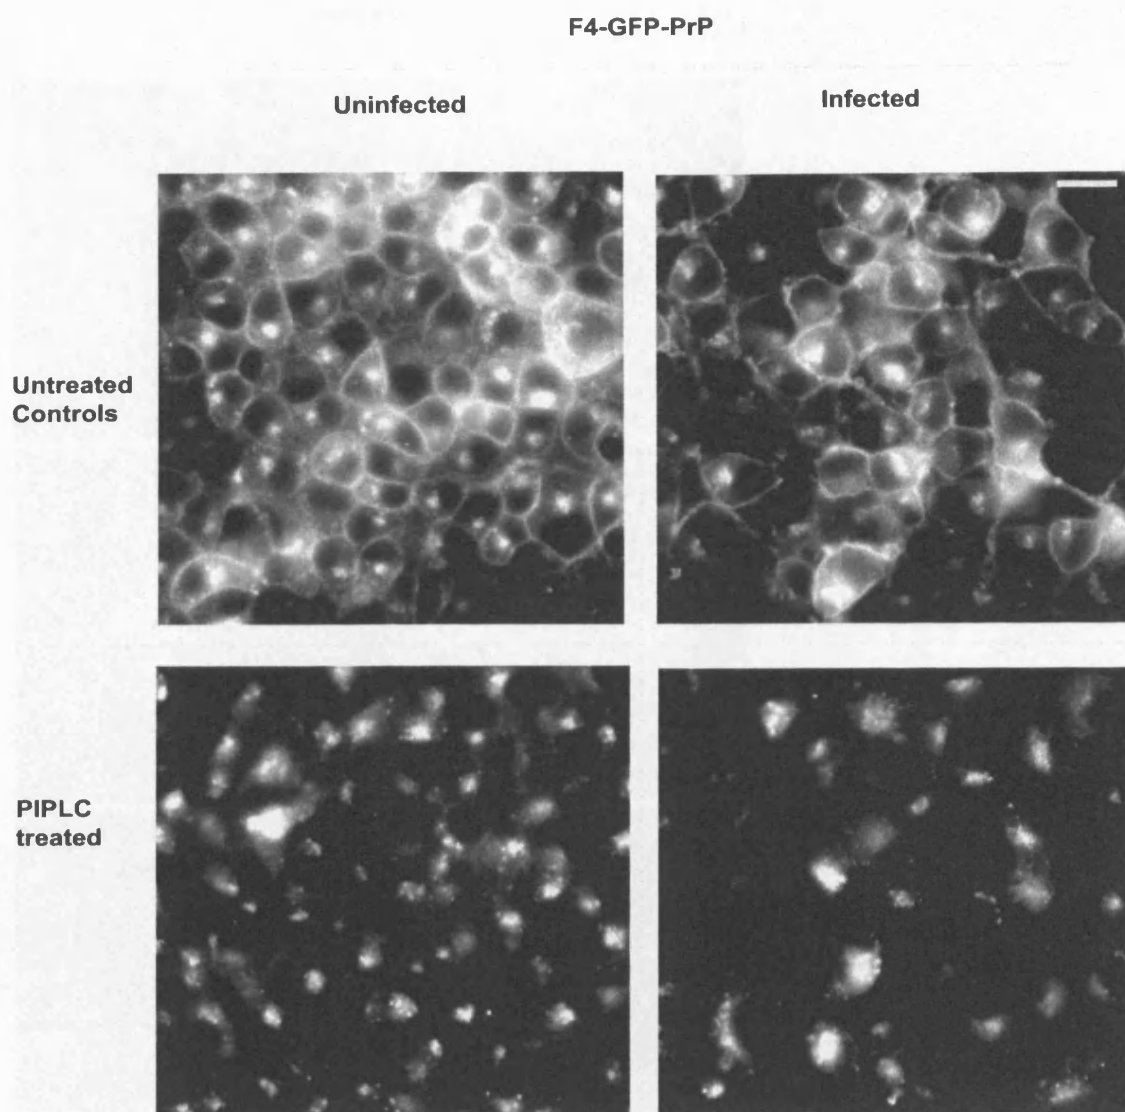 F4-GFP-PrP
Uninfected
Infected
Untreated
Controls
PIPLC
treated